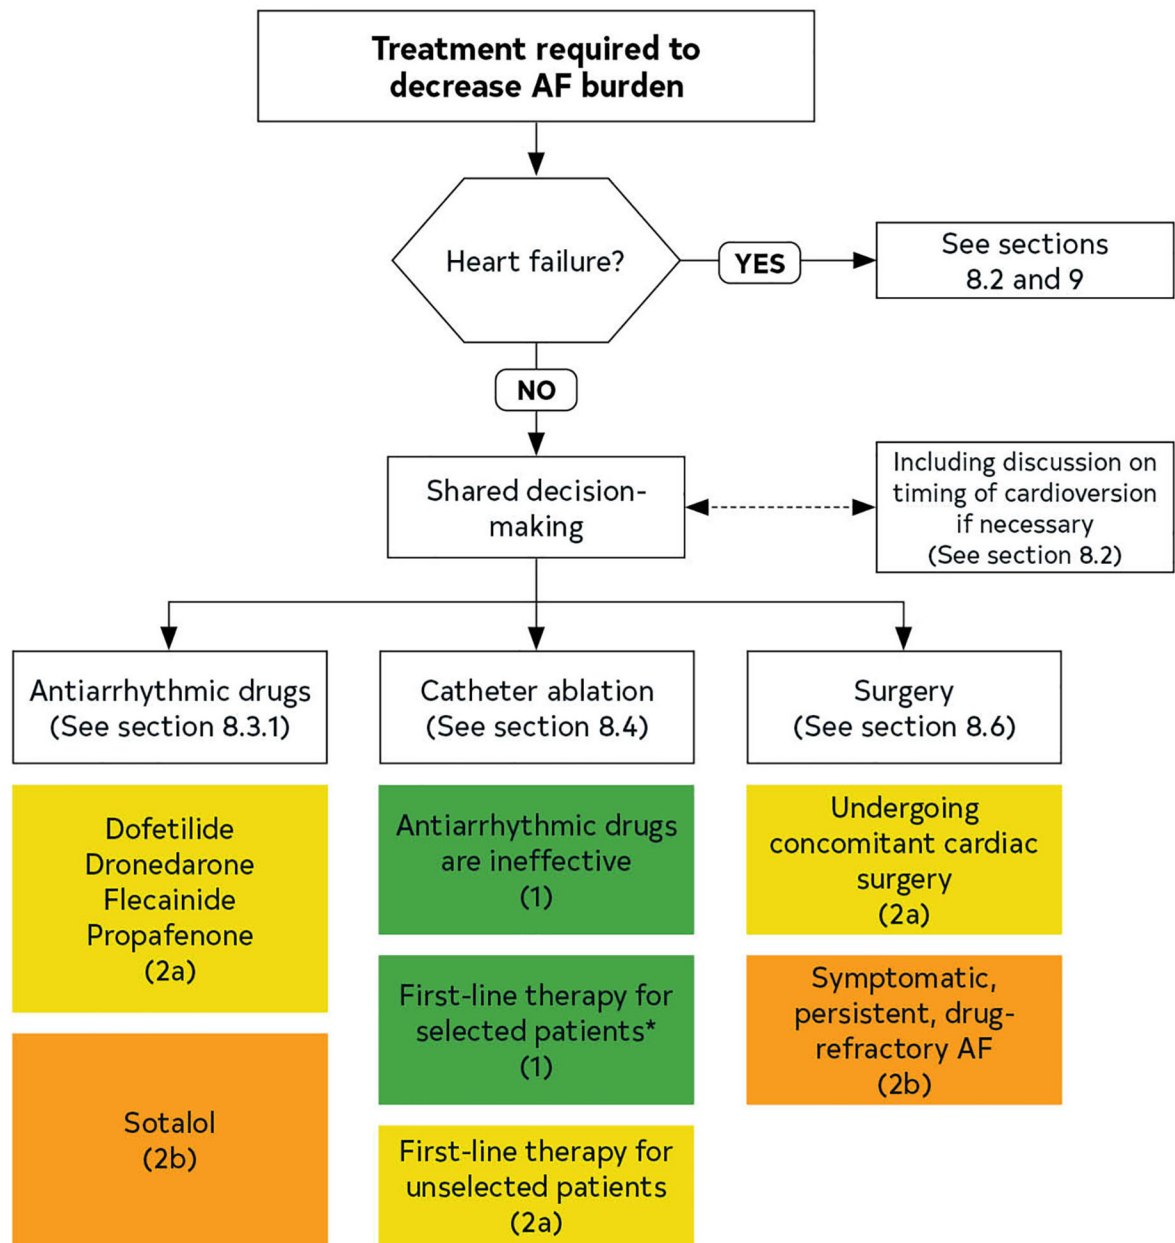 Treatment required to
decrease AF burden
Heart failure?
YES
See sections
8.2 and 9
NO
Shared decision-
making
Including discussion on
timing of cardioversion
if necessary
(See section 8.2)
Antiarrhythmic drugs
(See section 8.3.1)
Catheter ablation
(See section 8.4)
Surgery
(See section 8.6)
Dofetilide
Dronedarone
Flecainide
Propafenone
(2a)
Sotalol
(2b)
Antiarrhythmic drugs
are ineffective
(1)
First-line therapy for
selected patients*
(1)
First-line therapy for
unselected patients
(2a)
Undergoing
concomitant cardiac
surgery
(2a)
Symptomatic,
persistent, drug-
refractory AF
(2b)